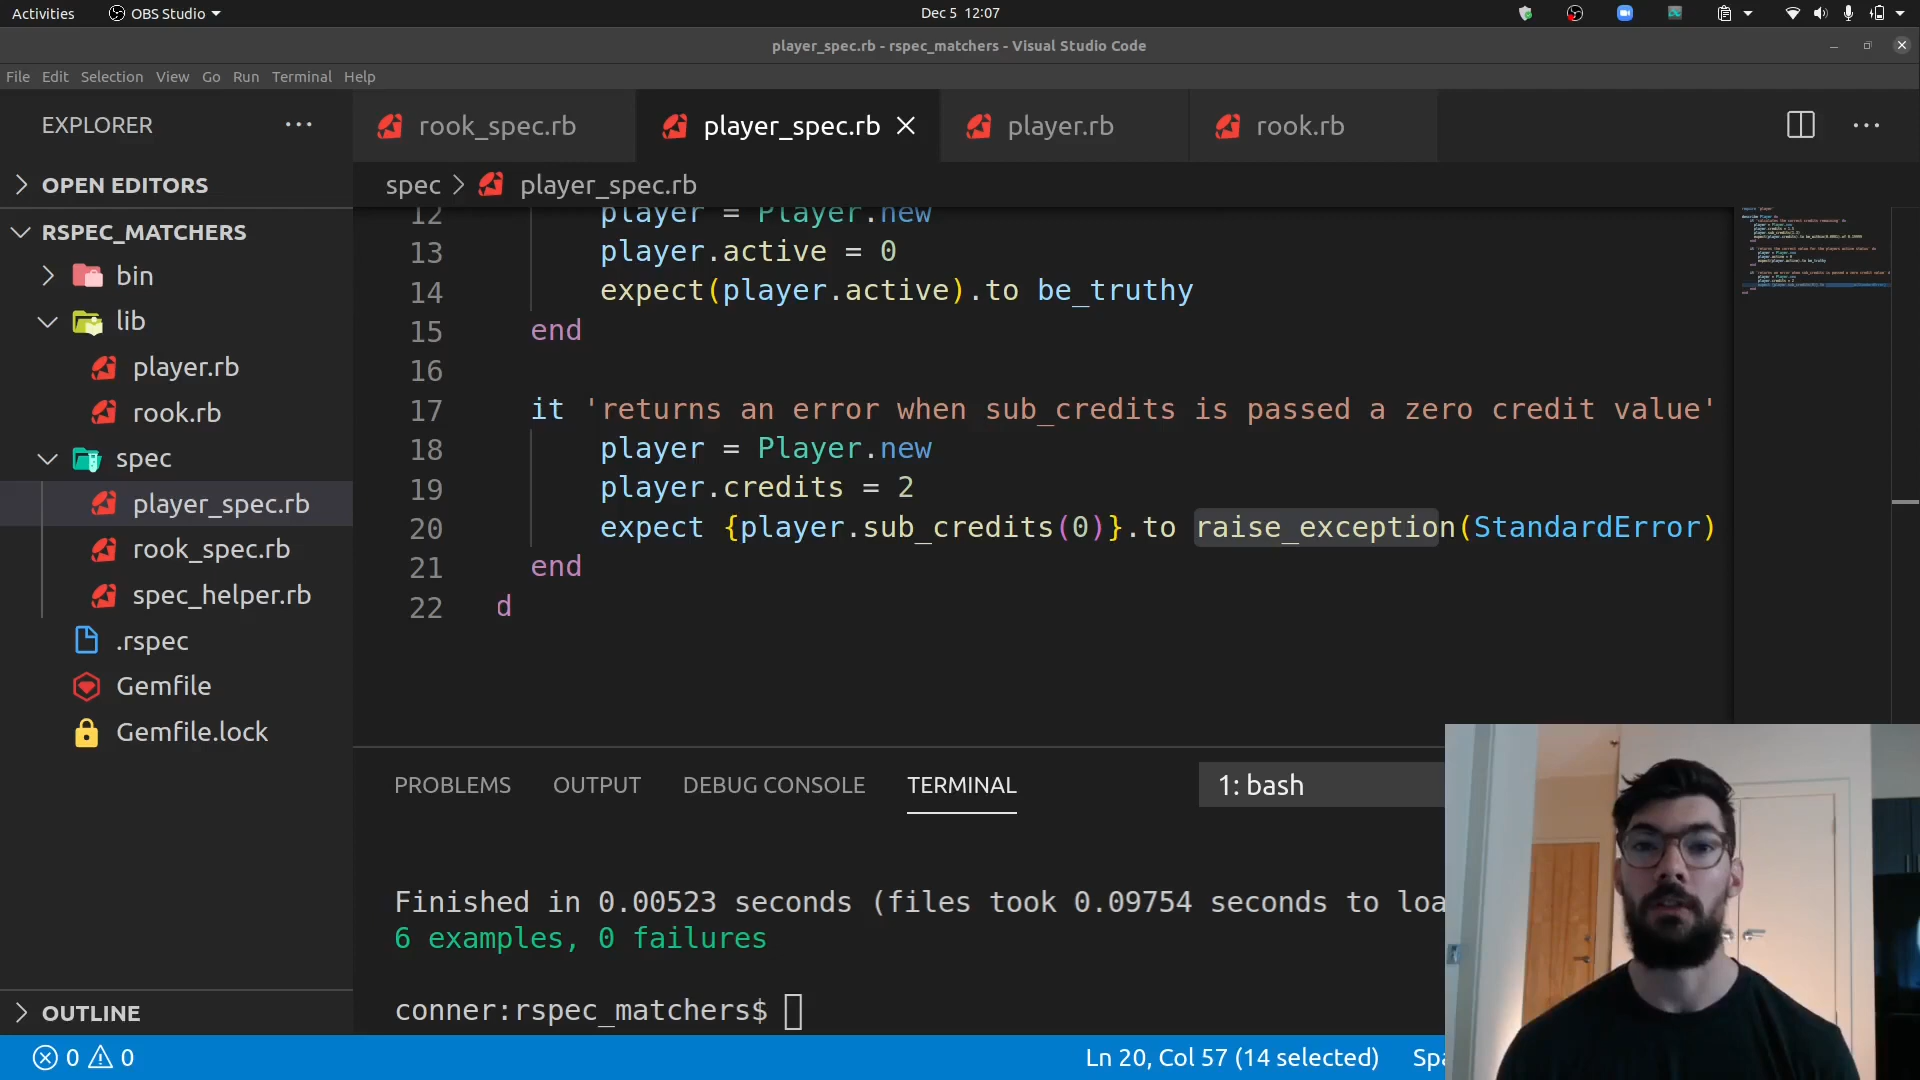 Activities OBS Studio Dec 5 12:07
player_spec.rb - rspec_matchers - Visual Studio Code
File Edit Selection View Go Run Terminal Help
EXPLORER
rook_spec.rb player_spec.rb player.rb rook.rb
OPEN EDITORS
RSPEC_MATCHERS
bin
lib
player.rb
rook.rb
spec
player_spec.rb
rook_spec.rb
spec_helper.rb
.rspec
Gemfile
Gemfile.lock
OUTLINE
spec > player_spec.rb
12 player = Player.new
13 player.active = 0
14 expect(player.active).to be_truthy
15 end
16
17 it 'returns an error when sub_credits is passed a zero credit value'
18 player = Player.new
19 player.credits = 2
20 expect {player.sub_credits(0)}.to raise_exception(StandardError)
21 end
22 d
PROBLEMS OUTPUT DEBUG CONSOLE TERMINAL 1: bash
Finished in 0.00523 seconds (files took 0.09754 seconds to loa
6 examples, 0 failures
conner:rspec_matchers$
0 0 Ln 20, Col 57 (14 selected) Spa